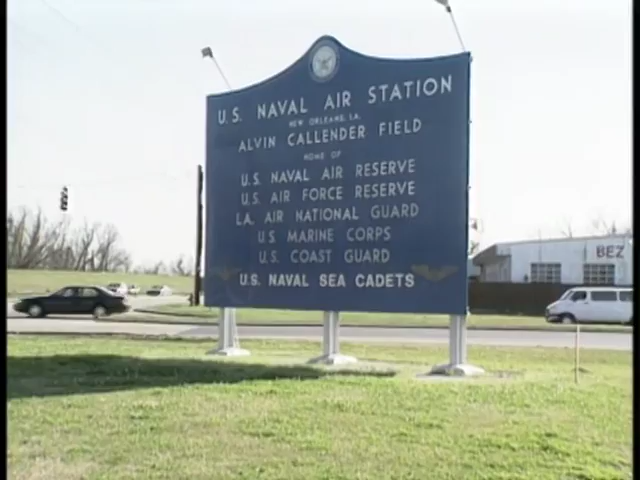 U.S. NAVAL AIR STATION
NEW ORLEANS, LA.
ALVIN CALLENDER FIELD
HOME OF
U.S. NAVAL AIR RESERVE
U.S. AIR FORCE RESERVE
LA. AIR NATIONAL GUARD
U.S. MARINE CORPS
U.S. COAST GUARD
U.S. NAVAL SEA CADETS
BEZ